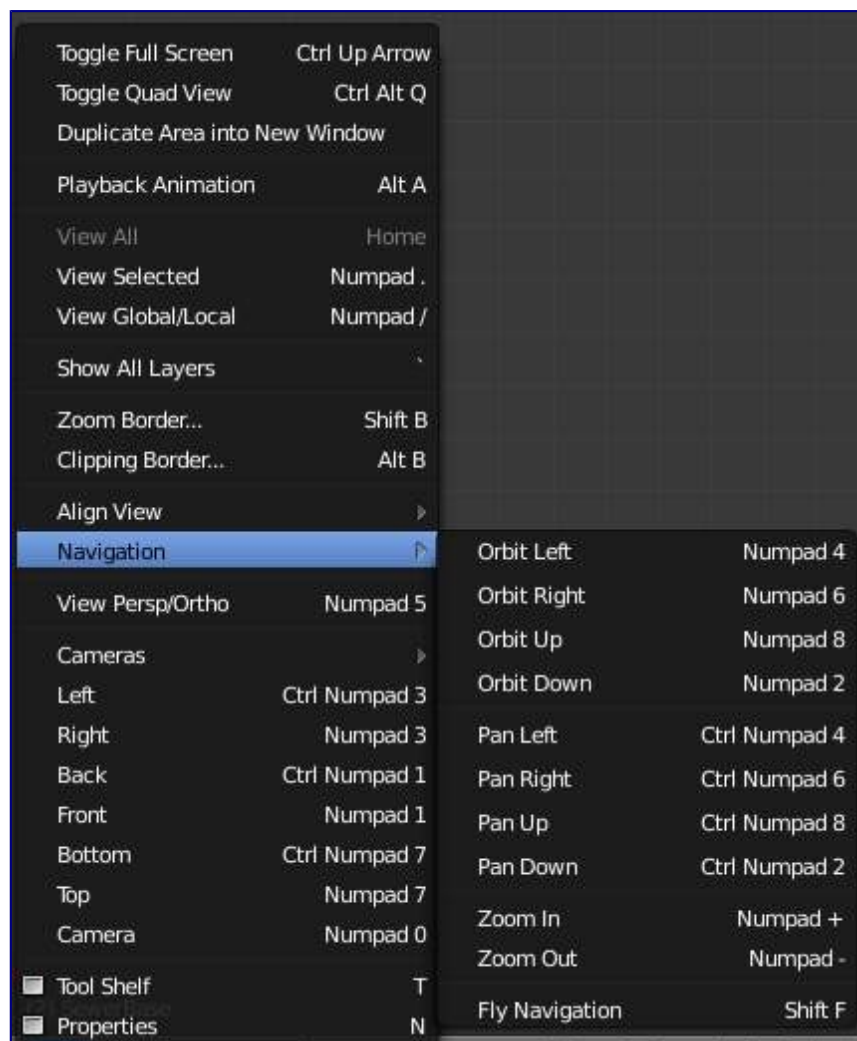 Toggle Full Screen Ctrl Up Arrow
Toggle Quad View Ctrl Alt Q
Duplicate Area into New Window
Playback Animation Alt A
View All Home
View Selected Numpad .
View Global/Local Numpad /
Show All Layers `
Zoom Border... Shift B
Clipping Border... Alt B
Align View
Navigation
View Persp/Ortho Numpad 5
Cameras
Left Ctrl Numpad 3
Right Numpad 3
Back Ctrl Numpad 1
Front Numpad 1
Bottom Ctrl Numpad 7
Top Numpad 7
Camera Numpad 0
Tool Shelf T
Properties N
Orbit Left Numpad 4
Orbit Right Numpad 6
Orbit Up Numpad 8
Orbit Down Numpad 2
Pan Left Ctrl Numpad 4
Pan Right Ctrl Numpad 6
Pan Up Ctrl Numpad 8
Pan Down Ctrl Numpad 2
Zoom In Numpad +
Zoom Out Numpad -
Fly Navigation Shift F